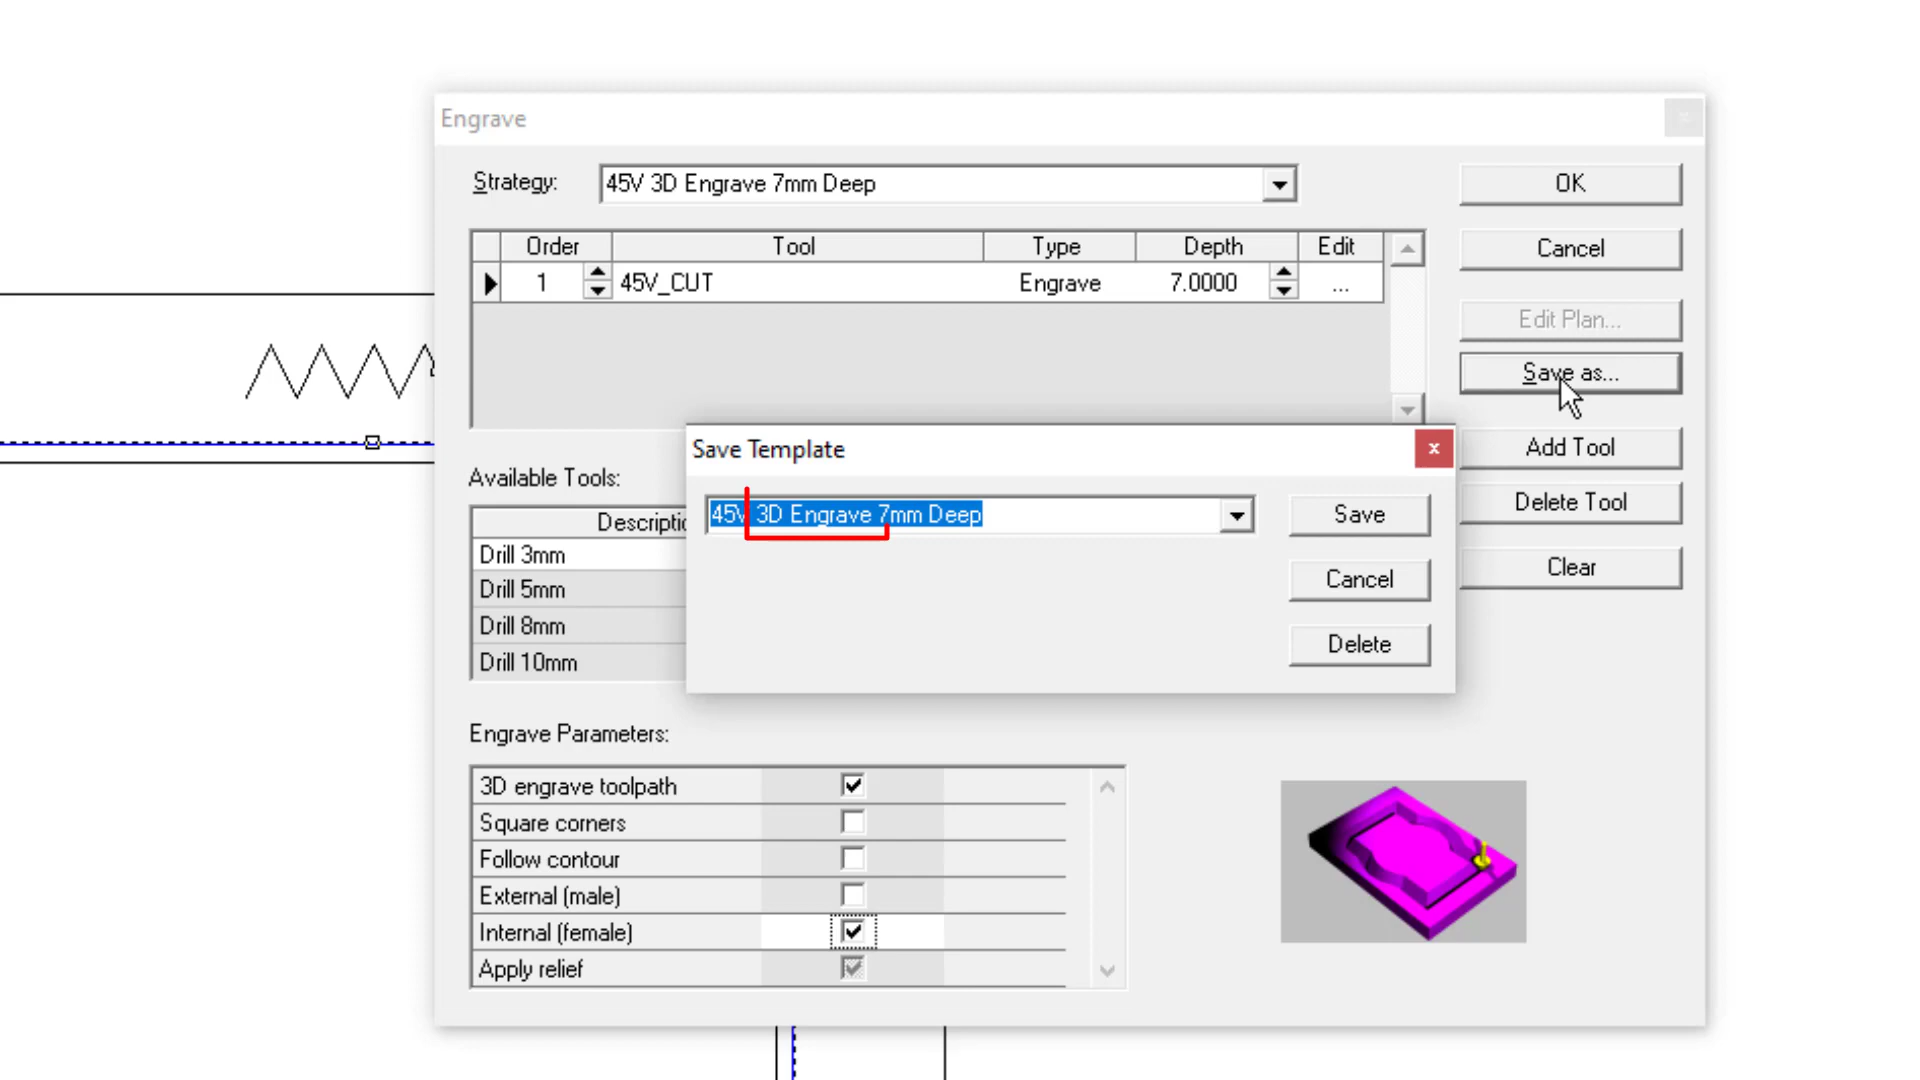 Engrave
Strategy:
45V 3D Engrave 7mm Deep
OK
Order Tool Type Depth Edit
1 45V_CUT Engrave 7.0000 ...
Cancel
Edit Plan...
Save as...
Add Tool
Delete Tool
Clear
Save Template
45V 3D Engrave 7mm Deep
Save
Cancel
Delete
Available Tools:
Drill 3mm
Drill 5mm
Drill 8mm
Drill 10mm
Engrave Parameters:
3D engrave toolpath
Square corners
Follow contour
External (male)
Internal (female)
Apply relief